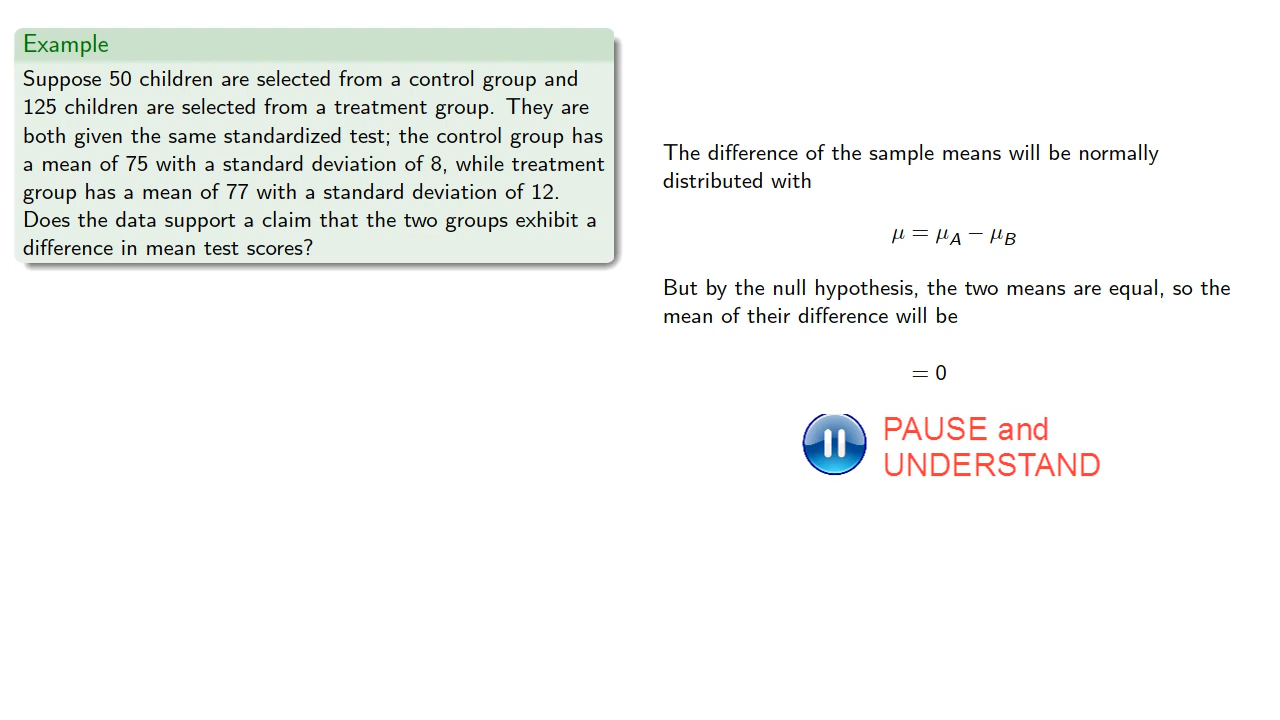 Example
Suppose 50 children are selected from a control group and
125 children are selected from a treatment group. They are
both given the same standardized test; the control group has
a mean of 75 with a standard deviation of 8, while treatment
group has a mean of 77 with a standard deviation of 12.
Does the data support a claim that the two groups exhibit a
difference in mean test scores?
The difference of the sample means will be normally
distributed with
μ = μ_A − μ_B
But by the null hypothesis, the two means are equal, so the
mean of their difference will be
= 0
PAUSE and
UNDERSTAND